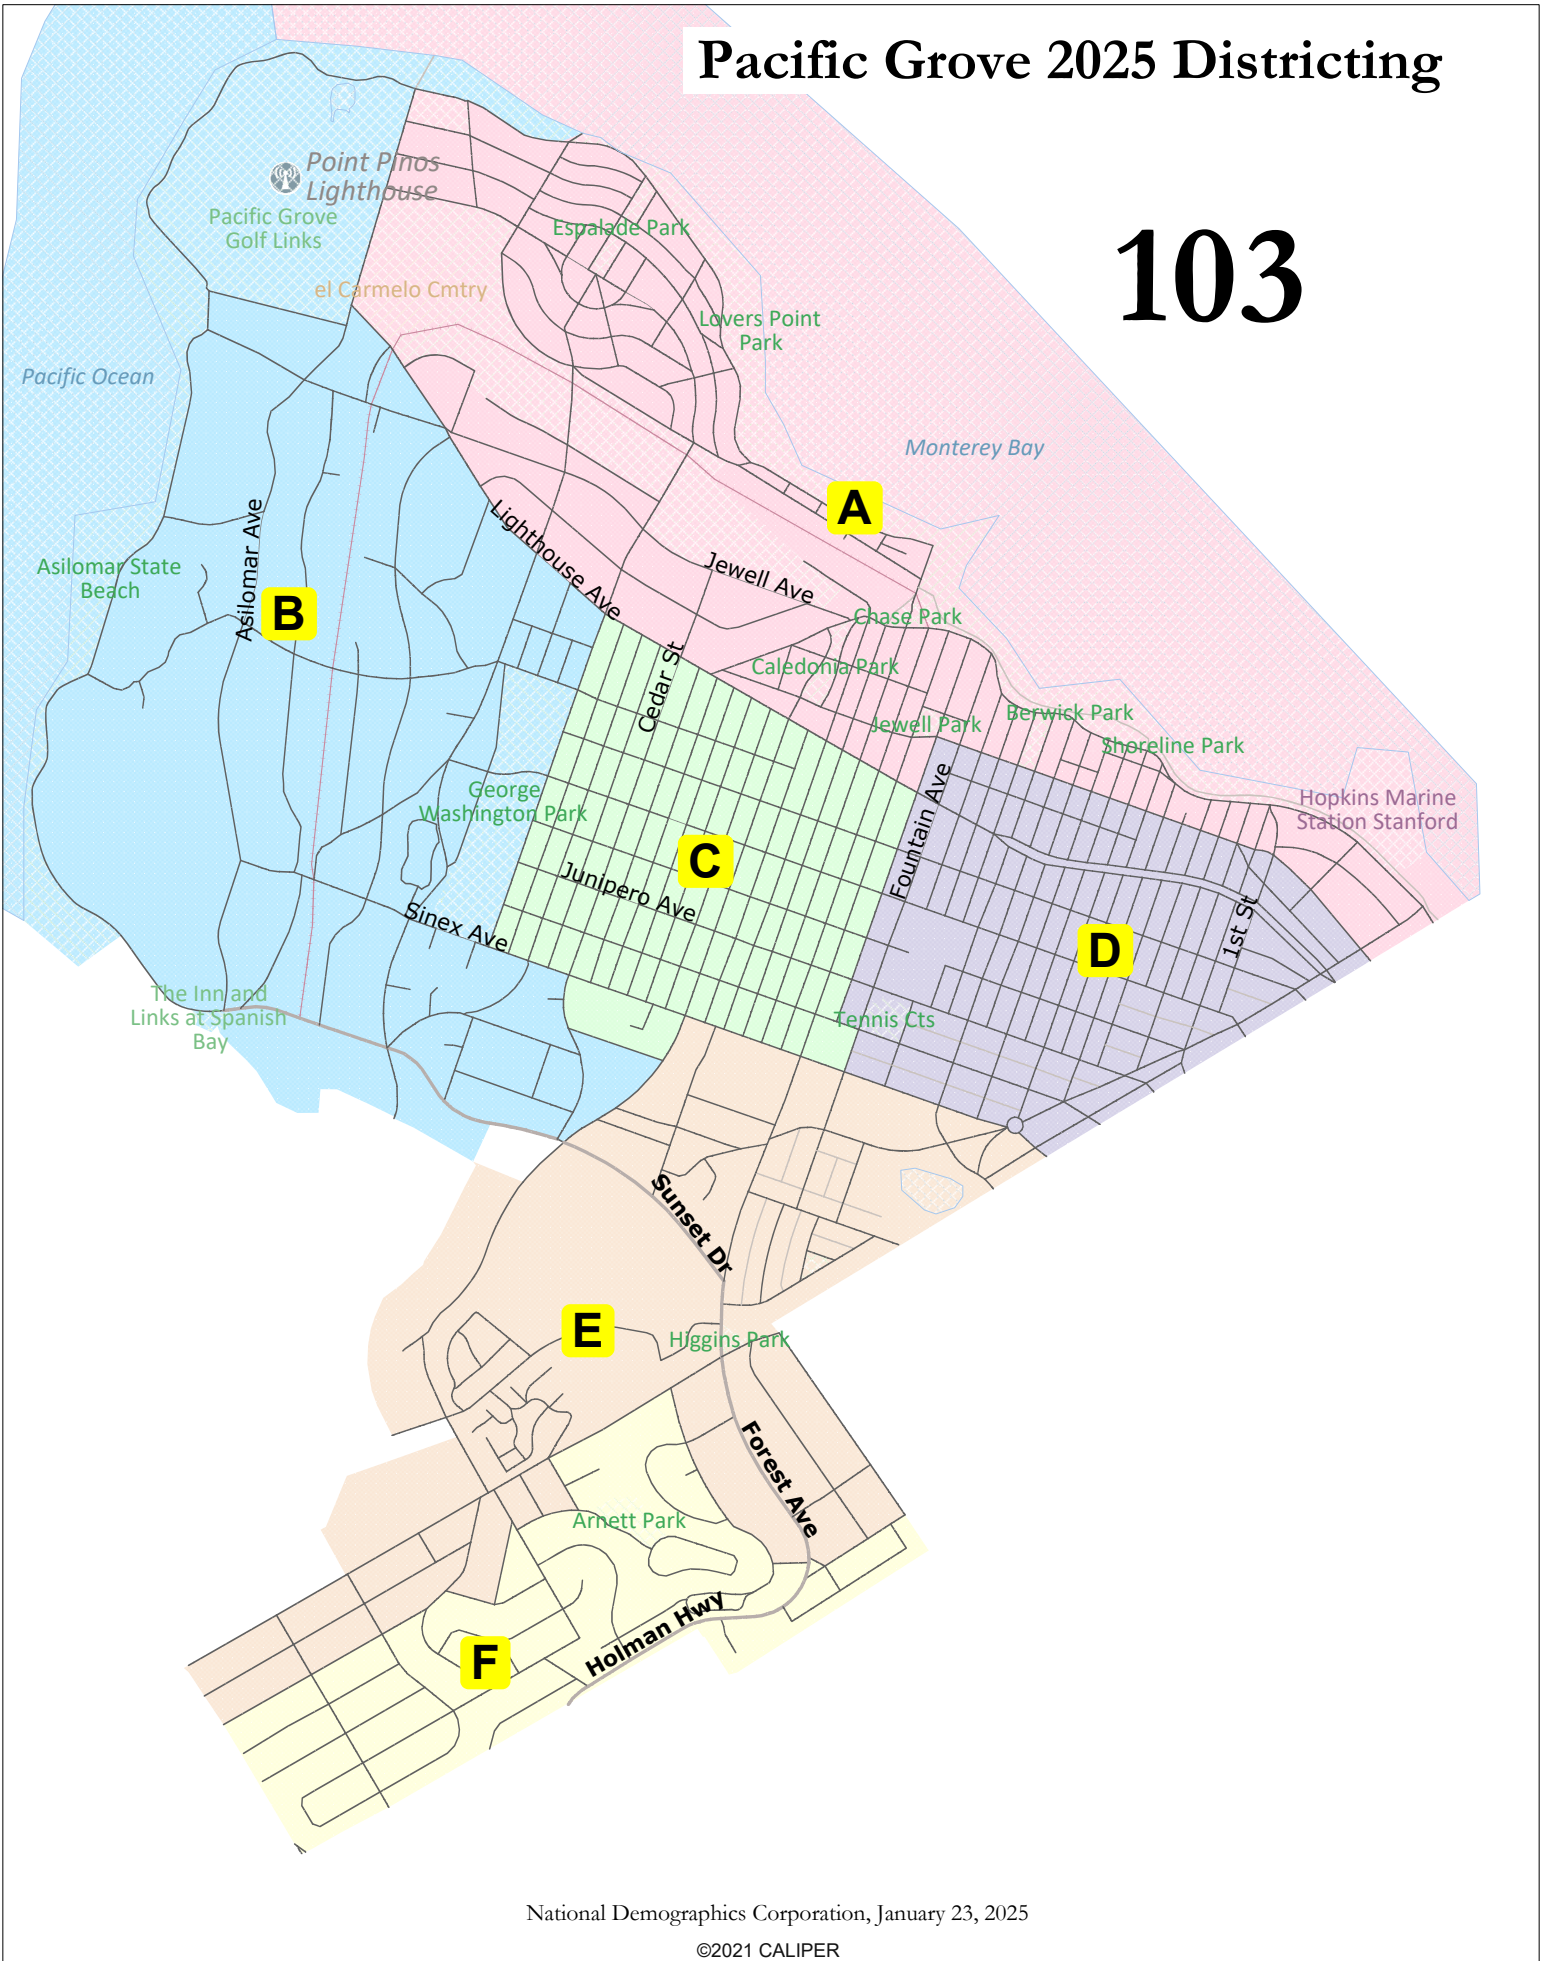 Pacific Grove 2025 Districting
103
Point Pinos
Lighthouse
Pacific Grove
Golf Links
Espalade Park
el Carmelo Cmtry
Lovers Point
Park
Pacific Ocean
Monterey Bay
A
Lighthouse Ave
Asilomar Ave
Jewell Ave
Asilomar State
Beach
B
Chase Park
Cedar St
Caledonia Park
Jewell Park
Berwick Park
Shoreline Park
George
Washington Park
Hopkins Marine
Station Stanford
Fountain Ave
C
Junipero Ave
Sinex Ave
1st St
D
The Inn and
Links at Spanish
Bay
Tennis Cts
Sunset Dr
E
Higgins Park
Forest Ave
Arnett Park
Holman Hwy
F
National Demographics Corporation, January 23, 2025
©2021 CALIPER